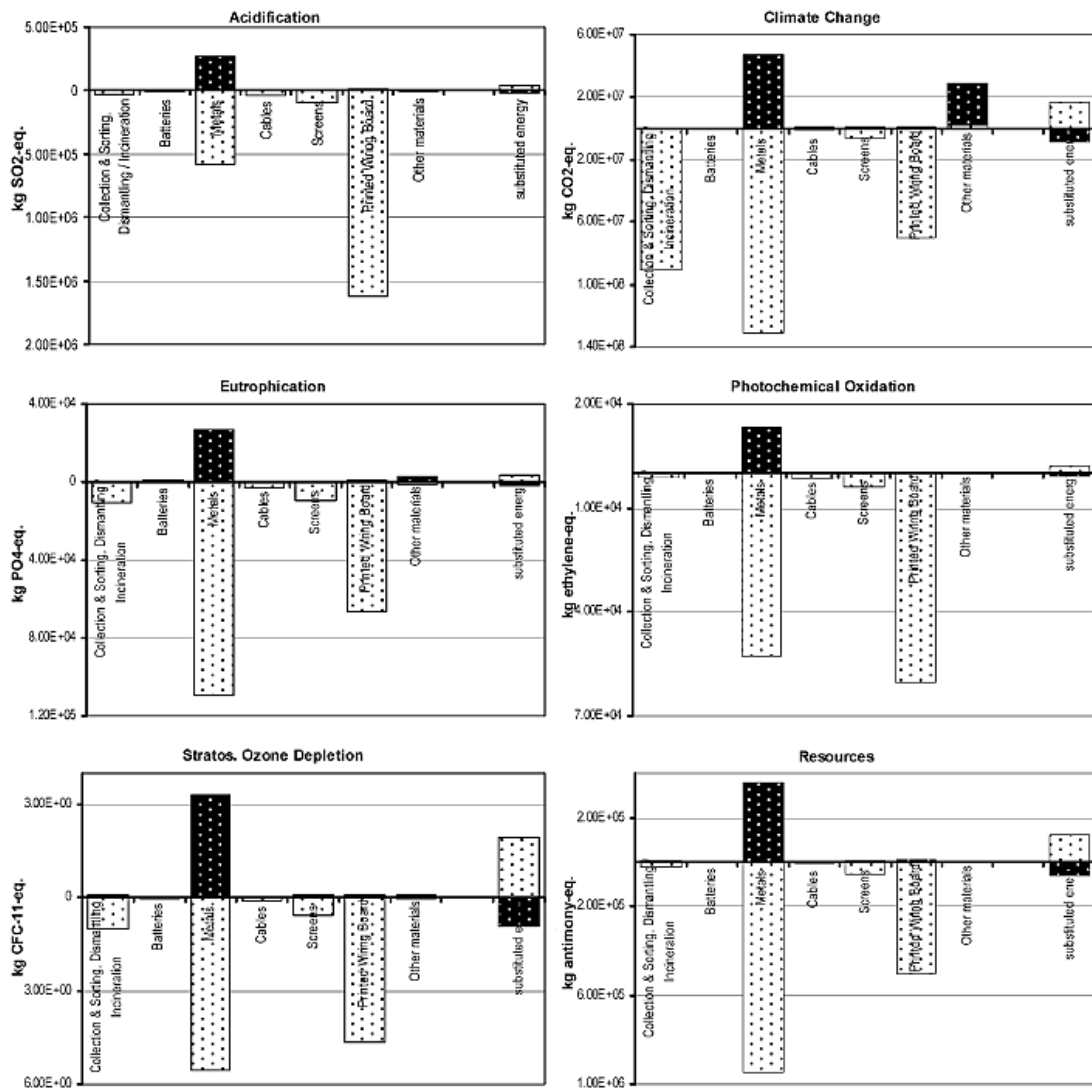 Acidification
5.00E+05
0
5.00E+05
1.00E+06
1.50E+06
2.00E+06
kg SO2-eq.
Collection & Sorting,
Dismantling / Incineration
Batteries
Metals
Cables
Screens
Printed Wiring Board
Other materials
substituted energy
Climate Change
6.00E+07
2.00E+07
2.00E+07
6.00E+07
1.00E+08
1.40E+08
kg CO2-eq.
Collection & Sorting, Dismantling
Incineration
Batteries
Metals
Cables
Screens
Printed Wiring Board
Other materials
substituted energ
Eutrophication
4.00E+04
0
4.00E+04
8.00E+04
1.20E+05
kg PO4-eq.
Collection & Sorting, Dismantling
Incineration
Batteries
Metals
Cables
Screens
Printed Wiring Board
Other materials
substituted energ
Photochemical Oxidation
2.00E+04
1.00E+04
4.00E+04
7.00E+04
kg ethylene-eq.
Collection & Sorting, Dismantling
Incineration
Batteries
Metals
Cables
Screens
Printed Wiring Board
Other materials
substituted energ
Stratos. Ozone Depletion
3.00E+00
0
3.00E+00
6.00E+00
kg CFC-11-eq.
Collection & Sorting, Dismantling
Incineration
Batteries
Metals
Cables
Screens
Printed Wiring Board
Other materials
substituted e
Resources
2.00E+05
2.00E+05
6.00E+05
1.00E+06
kg antimony-eq.
Collection & Sorting, Dismantling
Incineration
Batteries
Metals
Cables
Screens
Printed Wiring Board
Other materials
substituted ene